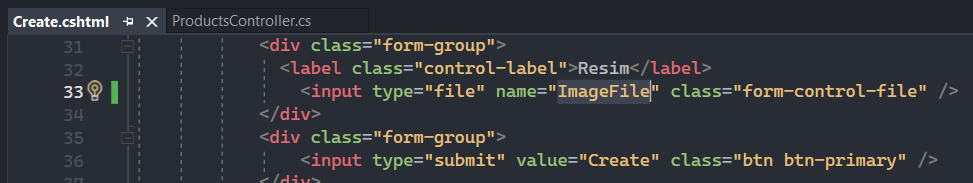 Create.cshtml ProductsController.cs
31 <div class="form-group">
32 <label class="control-label">Resim</label>
33 <input type="file" name="ImageFile" class="form-control-file" />
34 </div>
35 <div class="form-group">
36 <input type="submit" value="Create" class="btn btn-primary" />
37 </div>